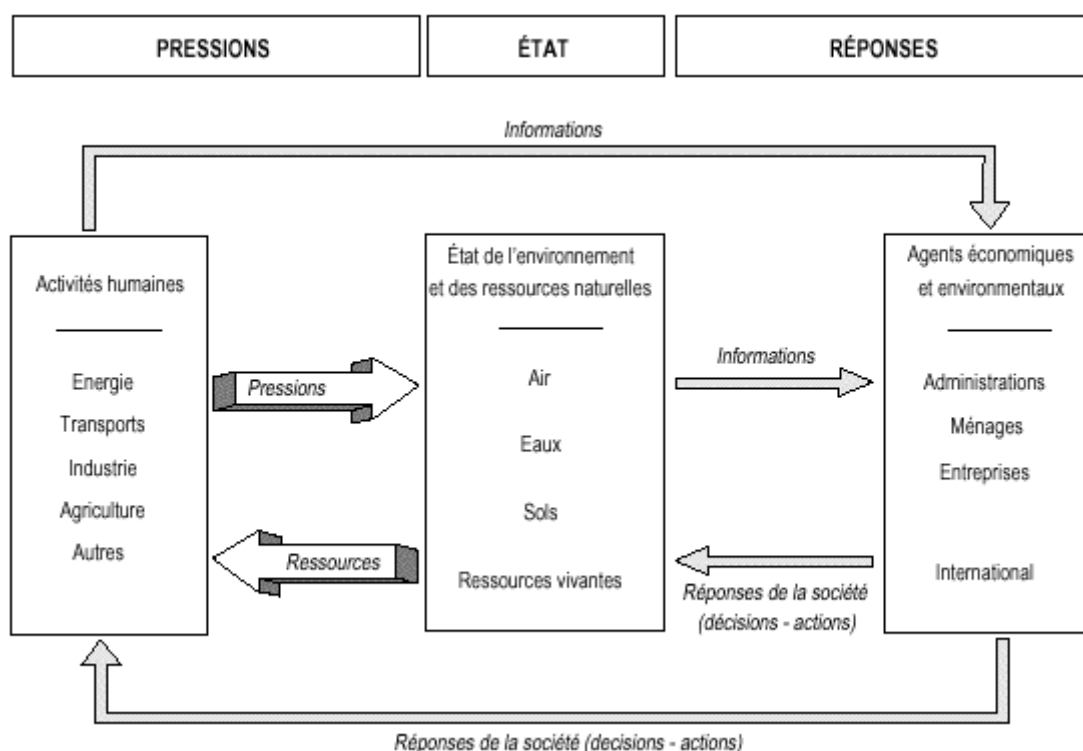 PRESSIONS
ÉTAT
RÉPONSES
Informations
Activités humaines
Energie
Transports
Industrie
Agriculture
Autres
Pressions
Ressources
État de l'environnement
et des ressources naturelles
Air
Eaux
Sols
Ressources vivantes
Informations
Réponses de la société
(décisions - actions)
Agents économiques
et environmentaux
Administrations
Ménages
Entreprises
International
Réponses de la société (decisions - actions)